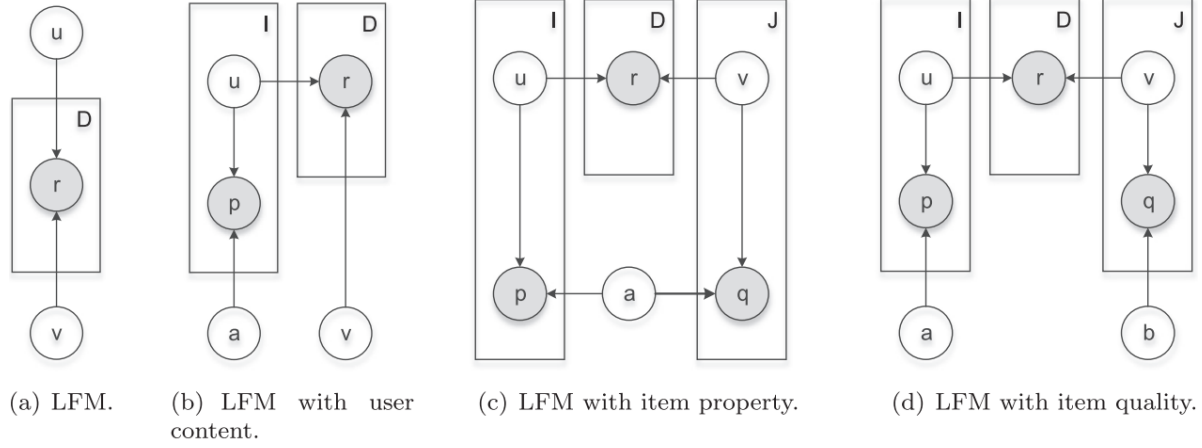 u
D
r
v
(a) LFM.
I
D
u
r
p
a
v
(b) LFM with user
content.
I
D
J
u
r
v
p
a
q
(c) LFM with item property.
I
D
J
u
r
v
p
q
a
b
(d) LFM with item quality.